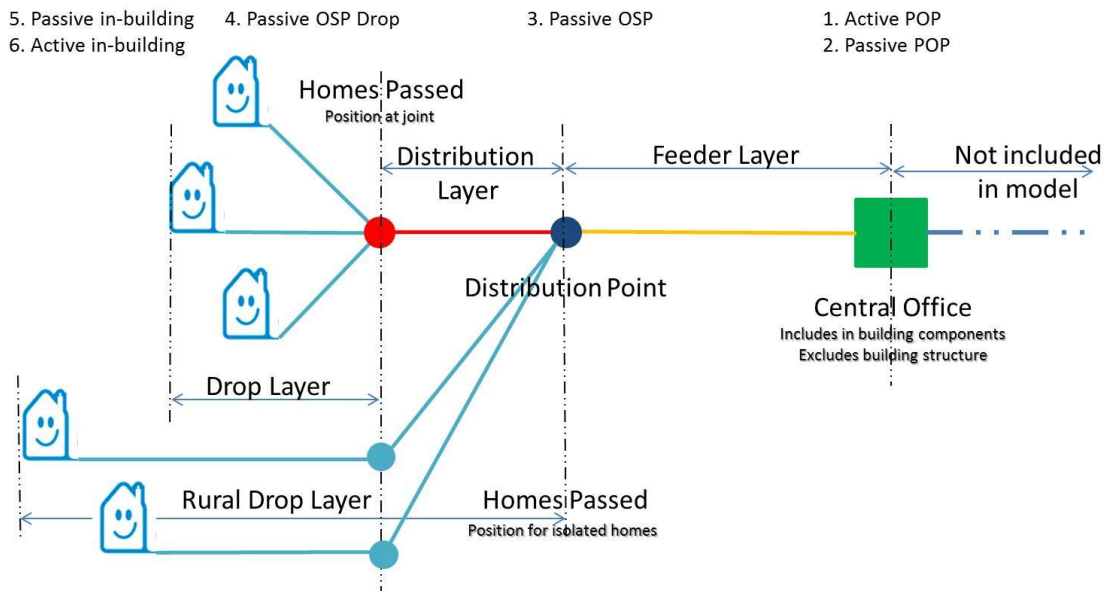 5. Passive in-building
6. Active in-building
4. Passive OSP Drop
3. Passive OSP
1. Active POP
2. Passive POP
Homes Passed
Position at joint
Distribution
Layer
Feeder Layer
Not included
in model
Distribution Point
Central Office
Includes in building components
Excludes building structure
Drop Layer
Rural Drop Layer
Homes Passed
Position for isolated homes